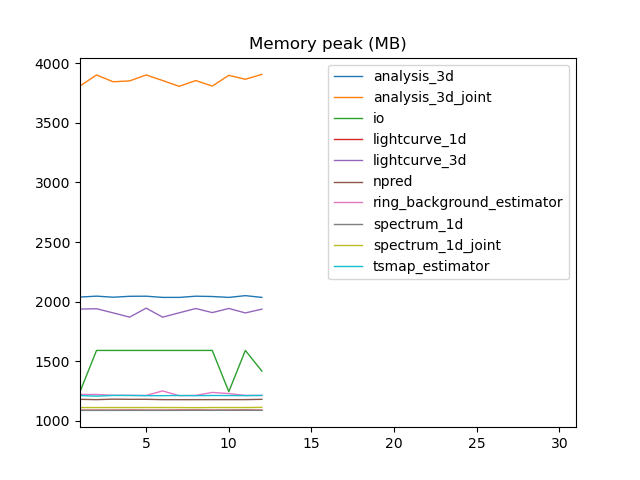 Memory peak (MB)
4000
3500
3000
2500
2000
1500
1000
5
10
15
20
25
30
analysis_3d
analysis_3d_joint
io
lightcurve_1d
lightcurve_3d
npred
ring_background_estimator
spectrum_1d
spectrum_1d_joint
tsmap_estimator